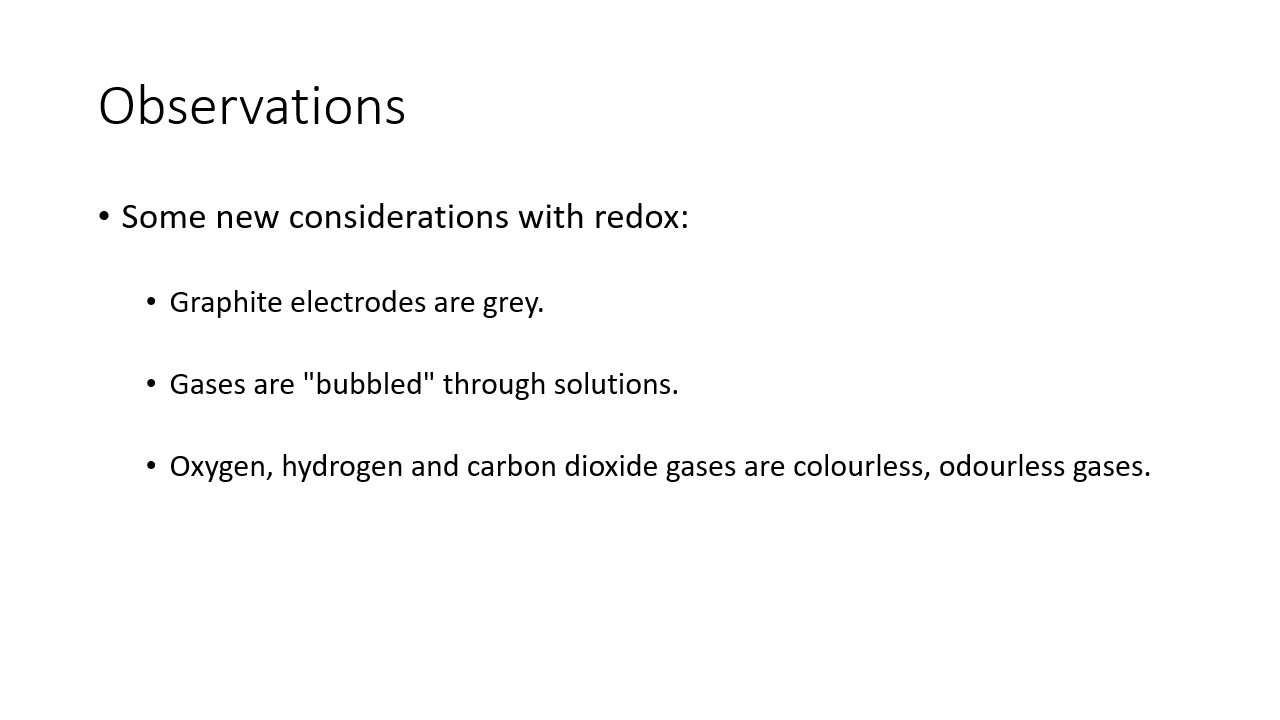 Observations
• Some new considerations with redox:
• Graphite electrodes are grey.
• Gases are "bubbled" through solutions.
• Oxygen, hydrogen and carbon dioxide gases are colourless, odourless gases.